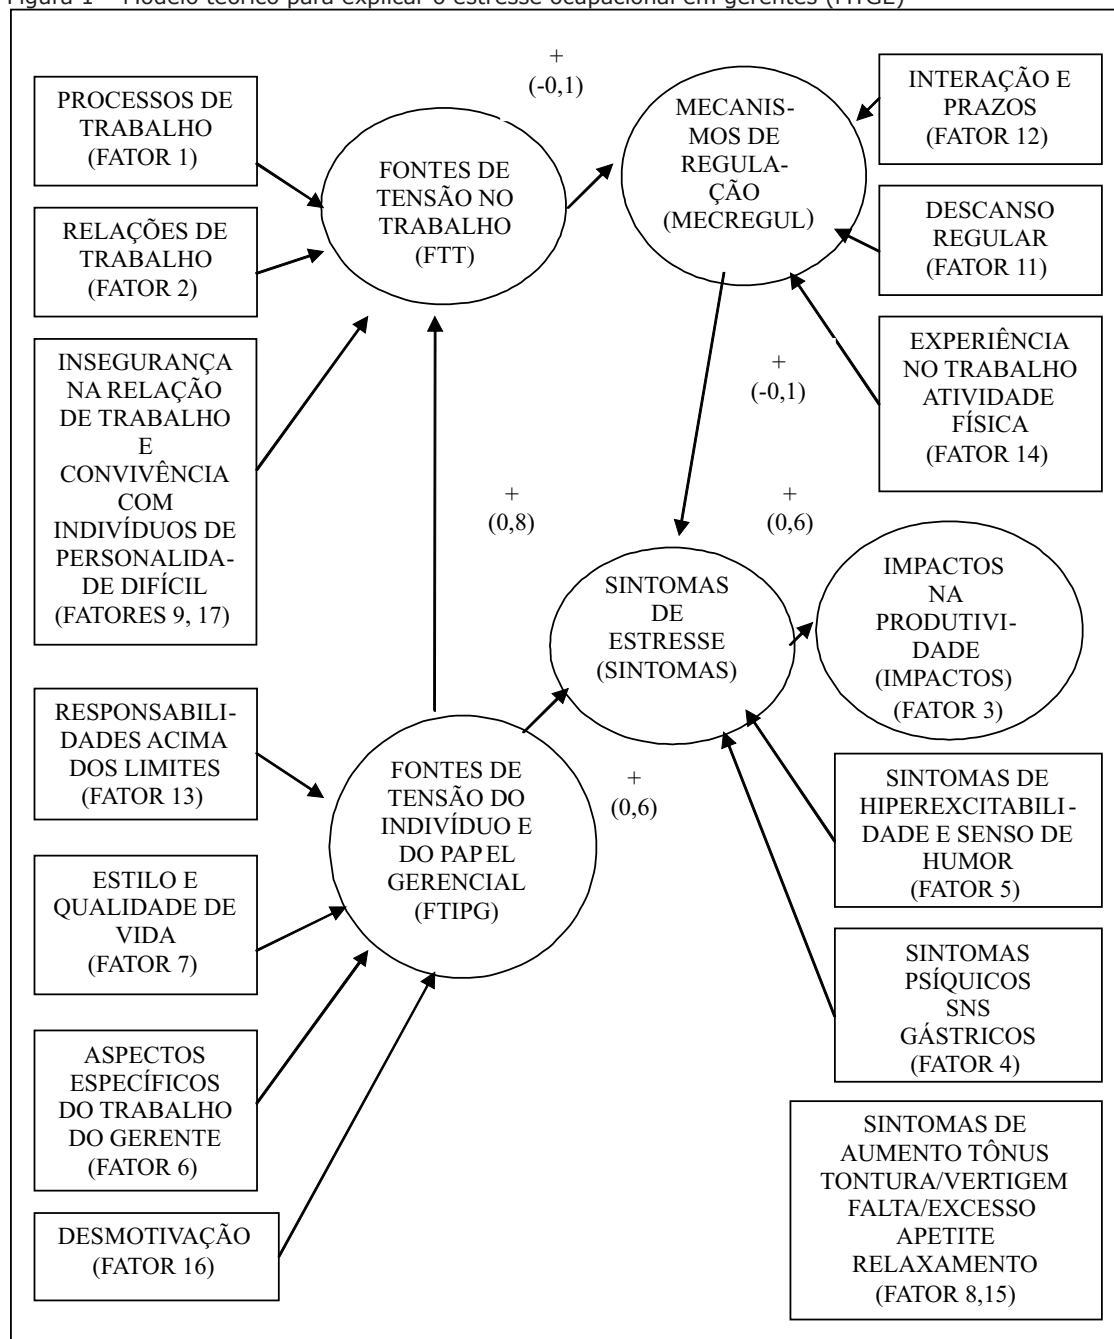 Figura 1 – Modelo teórico para explicar o estresse ocupacional em gerentes (MTGE)
+
(-0,1)
PROCESSOS DE
TRABALHO
(FATOR 1)
RELAÇÕES DE
TRABALHO
(FATOR 2)
INSEGURANÇA
NA RELAÇÃO
DE TRABALHO
E
CONVIVÊNCIA
COM
INDIVÍDUOS DE
PERSONALIDA-
DE DIFÍCIL
(FATORES 9, 17)
RESPONSABILI-
DADES ACIMA
DOS LIMITES
(FATOR 13)
ESTILO E
QUALIDADE DE
VIDA
(FATOR 7)
ASPECTOS
ESPECÍFICOS
DO TRABALHO
DO GERENTE
(FATOR 6)
DESMOTIVAÇÃO
(FATOR 16)
FONTES DE
TENSÃO NO
TRABALHO
(FTT)
+
(0,8)
FONTES DE
TENSÃO DO
INDIVÍDUO E
DO PAPEL
GERENCIAL
(FTIPG)
MECANIS-
MOS DE
REGULA-
ÇÃO
(MECREGUL)
+
(-0,1)
SINTOMAS
DE
ESTRESSE
(SINTOMAS)
+
(0,6)
+
(0,6)
INTERAÇÃO E
PRAZOS
(FATOR 12)
DESCANSO
REGULAR
(FATOR 11)
EXPERIÊNCIA
NO TRABALHO
ATIVIDADE
FÍSICA
(FATOR 14)
IMPACTOS
NA
PRODUTIVI-
DADE
(IMPACTOS)
(FATOR 3)
SINTOMAS DE
HIPEREXCITABILI-
DADE E SENSO DE
HUMOR
(FATOR 5)
SINTOMAS
PSÍQUICOS
SNS
GÁSTRICOS
(FATOR 4)
SINTOMAS DE
AUMENTO TÔNUS
TONTURA/VERTIGEM
FALTA/EXCESSO
APETITE
RELAXAMENTO
(FATOR 8,15)